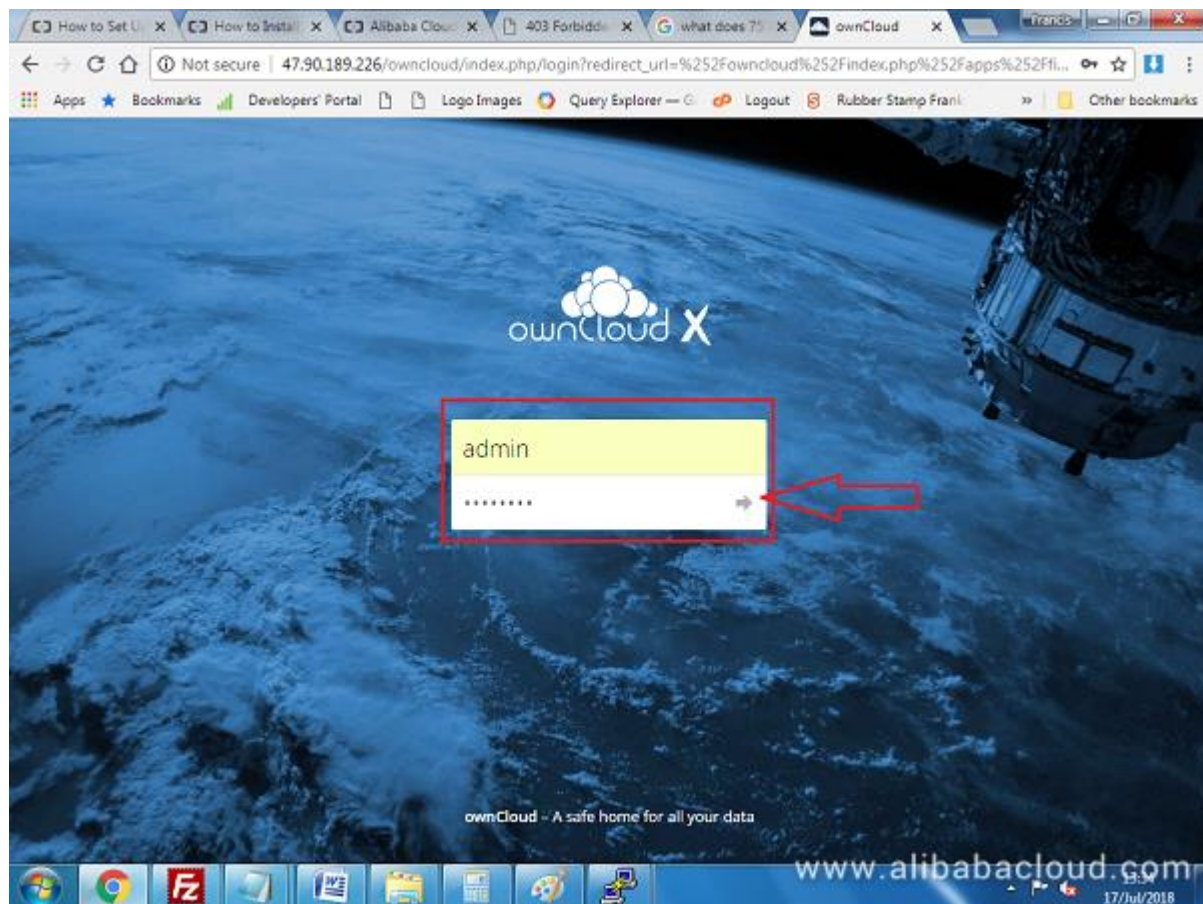 How to Set U
How to Install
Alibaba Clou
403 Forbidde
what does 75
ownCloud
Francis
Not secure | 47.90.189.226/owncloud/index.php/login?redirect_url=%252Fowncloud%252Findex.php%252Fapps%252Ffi...
Apps Bookmarks Developers' Portal Logo Images Query Explorer — G Logout Rubber Stamp Frank » Other bookmarks
ownCloud X
admin
········
ownCloud – A safe home for all your data
www.alibabacloud.com
17/Jul/2018